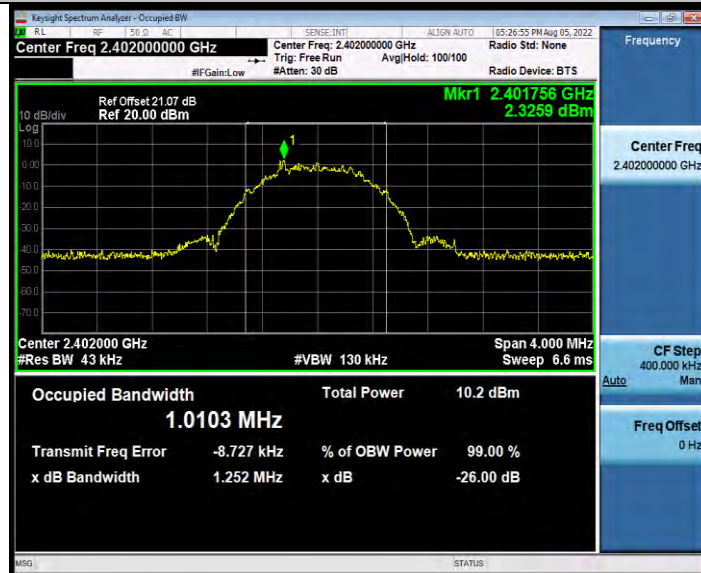 Keysight Spectrum Analyzer - Occupied BW
LXI RL RF 50 Ω AC SENSE:INT ALIGN AUTO 05:26:55 PM Aug 05, 2022
Center Freq 2.402000000 GHz
Center Freq: 2.402000000 GHz
Radio Std: None
Trig: Free Run Avg|Hold: 100/100
#IFGain:Low #Atten: 30 dB Radio Device: BTS
Frequency
Mkr1 2.401756 GHz
2.3259 dBm
Ref Offset 21.07 dB
10 dB/div Ref 20.00 dBm
Log
10.0
0.00
-10.0
-20.0
-30.0
-40.0
-50.0
-60.0
-70.0
1
Center 2.402000 GHz Span 4.000 MHz
#Res BW 43 kHz #VBW 130 kHz Sweep 6.6 ms
Center Freq
2.402000000 GHz
CF Step
400.000 kHz
Auto Man
Freq Offset
0 Hz
Occupied Bandwidth Total Power 10.2 dBm
1.0103 MHz
Transmit Freq Error -8.727 kHz % of OBW Power 99.00 %
x dB Bandwidth 1.252 MHz x dB -26.00 dB
MSG STATUS